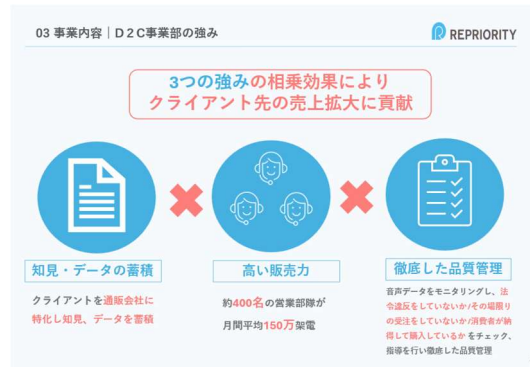 03 事業内容｜D2C事業部の強み
REPRIORITY
3つの強みの相乗効果により
クライアント先の売上拡大に貢献
知見・データの蓄積
クライアントを通販会社に
特化し知見、データを蓄積
高い販売力
約400名の営業部隊が
月間平均150万架電
徹底した品質管理
音声データをモニタリングし、法
令違反をしていないか/その場限り
の受注をしていないか/消費者が納
得して購入しているか をチェック、
指導を行い徹底した品質管理